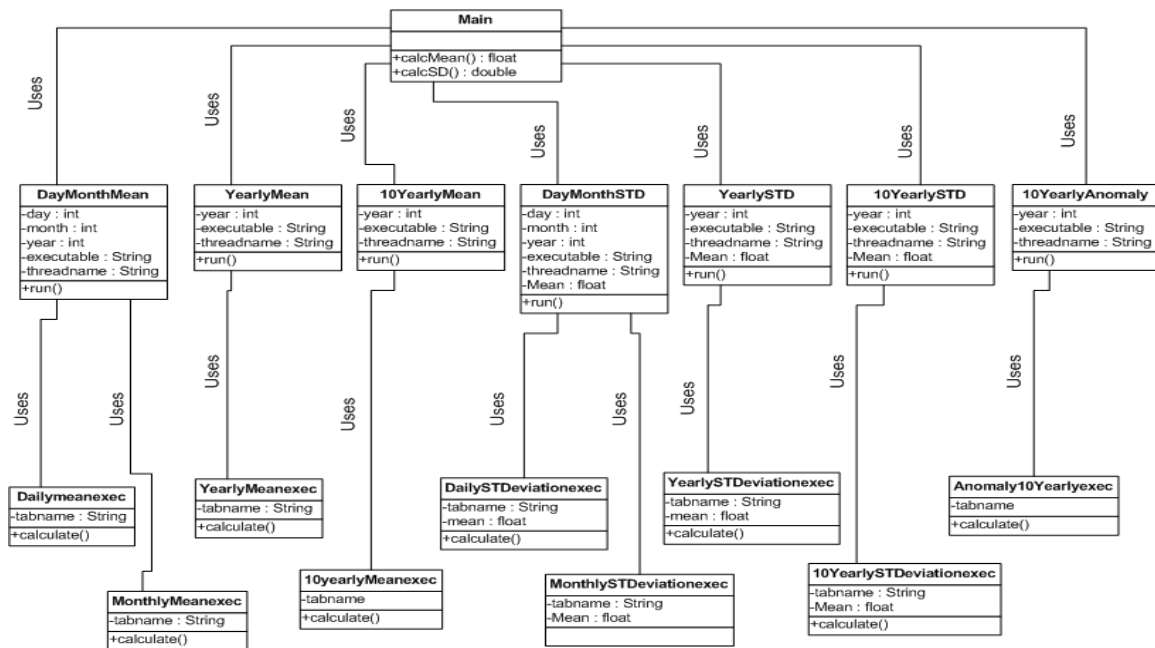 Main
+calcMean() : float
+calcSD() : double
Uses
Uses
Uses
Uses
Uses
Uses
Uses
DayMonthMean
-day : int
-month : int
-year : int
-executable : String
-threadname : String
+run()
YearlyMean
-year : int
-executable : String
-threadname : String
+run()
10YearlyMean
-year : int
-executable : String
-threadname : String
+run()
DayMonthSTD
-day : int
-month : int
-year : int
-executable : String
-threadname : String
-Mean : float
+run()
YearlySTD
-year : int
-executable : String
-threadname : String
-Mean : float
+run()
10YearlySTD
-year : int
-executable : String
-threadname : String
-Mean : float
+run()
10YearlyAnomaly
-year : int
-executable : String
-threadname : String
+run()
Uses
Uses
Uses
Uses
Uses
Uses
Uses
Uses
Uses
Dailymeanexec
-tabname : String
+calculate()
MonthlyMeanexec
-tabname : String
+calculate()
YearlyMeanexec
-tabname : String
+calculate()
10yearlyMeanexec
-tabname
+calculate()
DailySTDeviationexec
-tabname : String
-mean : float
+calculate()
MonthlySTDeviationexec
-tabname : String
-Mean : float
YearlySTDeviationexec
-tabname : String
-mean : float
+calculate()
10YearlySTDeviationexec
-tabname : String
-Mean : float
+calculate()
Anomaly10Yearlyexec
-tabname
+calculate()